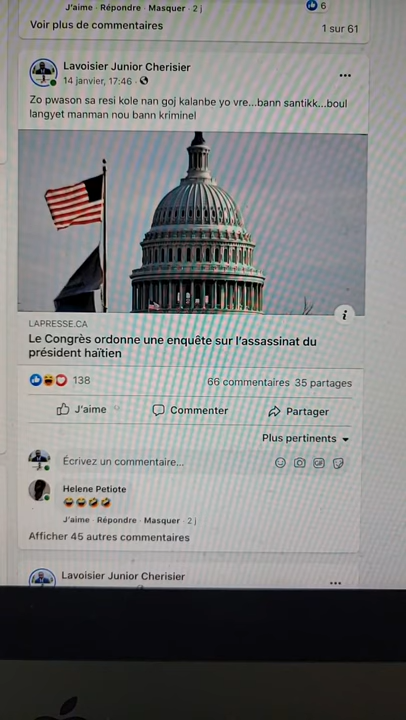 J'aime · Répondre · Masquer · 2 j
6
Voir plus de commentaires
1 sur 61
Lavoisier Junior Cherisier
14 janvier, 17:46 ·
Zo pwason sa resi kole nan goj kalanbe yo vre...bann santikk...boul
langyet manman nou bann kriminel
LAPRESSE.CA
Le Congrès ordonne une enquête sur l'assassinat du
président haïtien
138
66 commentaires 35 partages
J'aime
Commenter
Partager
Plus pertinents
Écrivez un commentaire...
GIF
Helene Petiote
J'aime · Répondre · Masquer · 2 j
Afficher 45 autres commentaires
Lavoisier Junior Cherisier